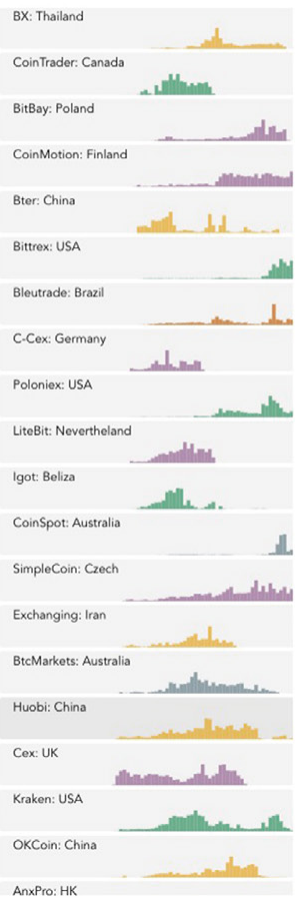 BX: Thailand
CoinTrader: Canada
BitBay: Poland
CoinMotion: Finland
Bter: China
Bittrex: USA
Bleutrade: Brazil
C-Cex: Germany
Poloniex: USA
LiteBit: Nevertheland
Igot: Beliza
CoinSpot: Australia
SimpleCoin: Czech
Exchanging: Iran
BtcMarkets: Australia
Huobi: China
Cex: UK
Kraken: USA
OKCoin: China
AnxPro: HK